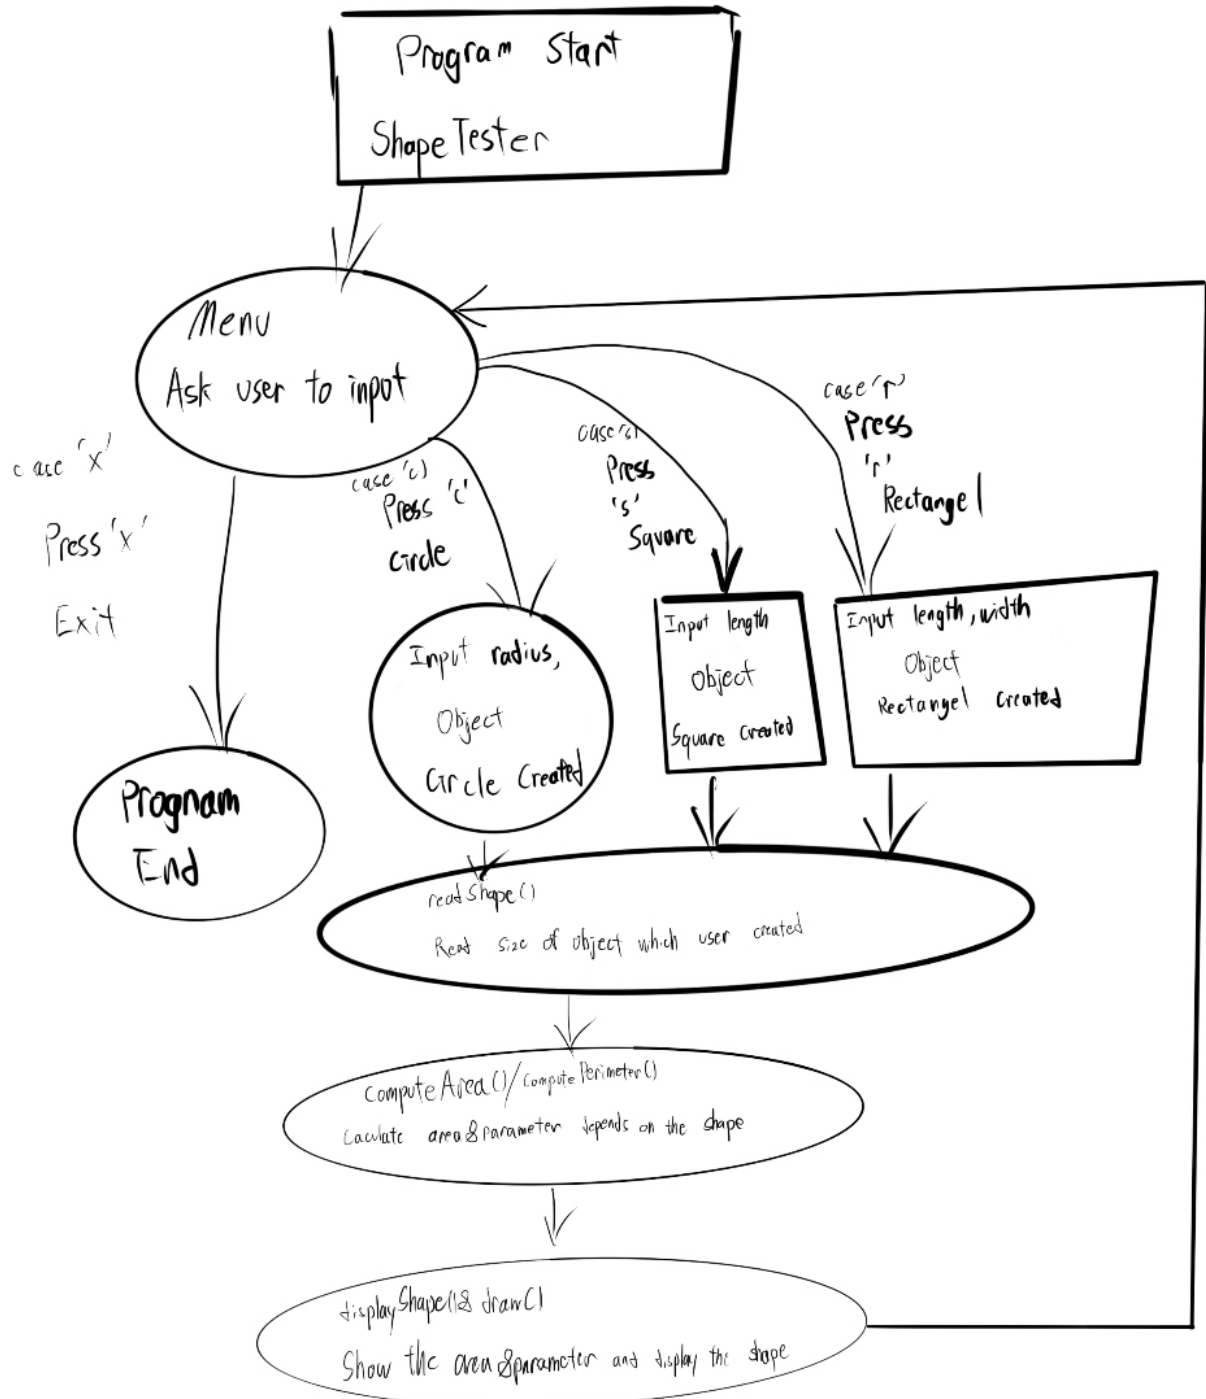 Program Start
ShapeTester
Menu
Ask user to input
case 'x'
Press 'x'
Exit
case 'c'
Press 'c'
Circle
case 's'
Press
's'
Square
case 'r'
Press
'r'
Rectangel
Input radius,
Object
Circle Created
Input length
Object
Square Created
Input length, width
Object
Rectangel Created
Prognam
End
readShape()
Read size of object which user created
computeArea()/computePerimeter()
Caculate area&parameter depends on the shape
displayShape()& draw()
Show the area &parameter and display the shape